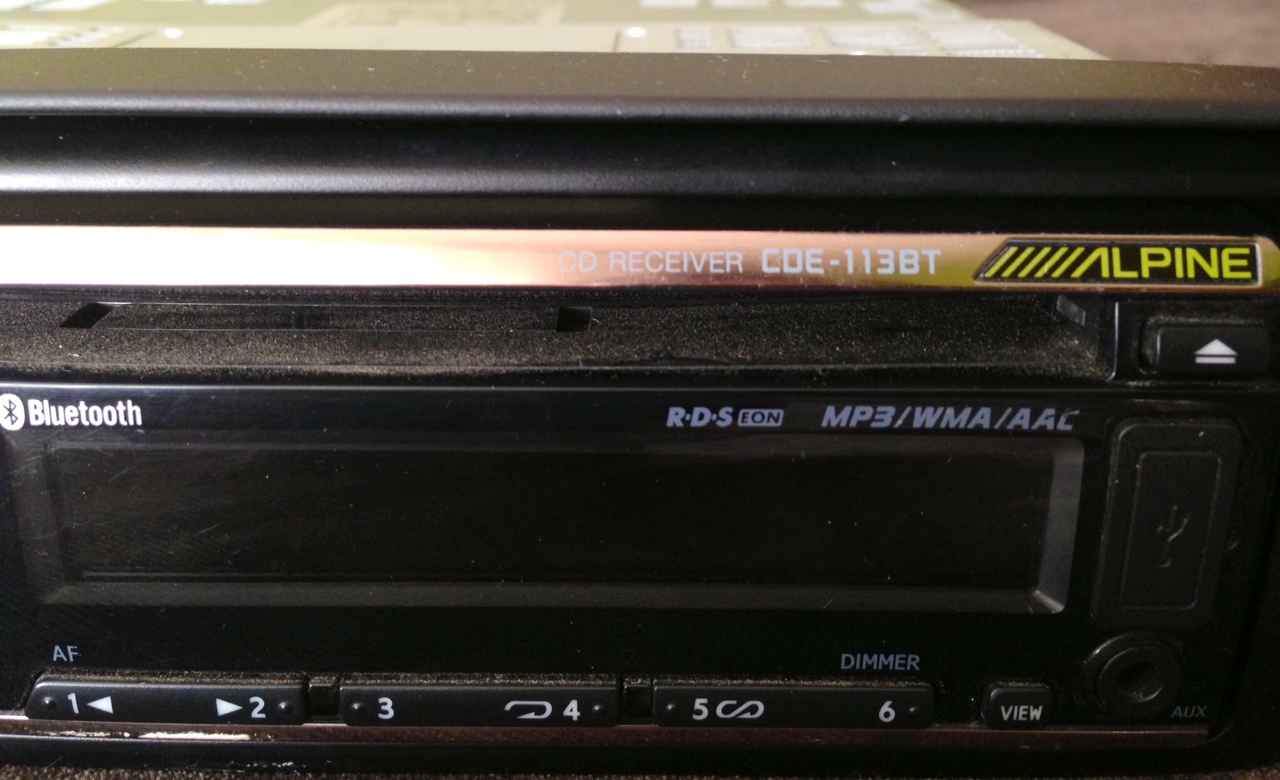 CD RECEIVER CDE-113BT ALPINE
Bluetooth R·D·S EON MP3/WMA/AAC
AF DIMMER
1 2 3 4 5 6 VIEW AUX